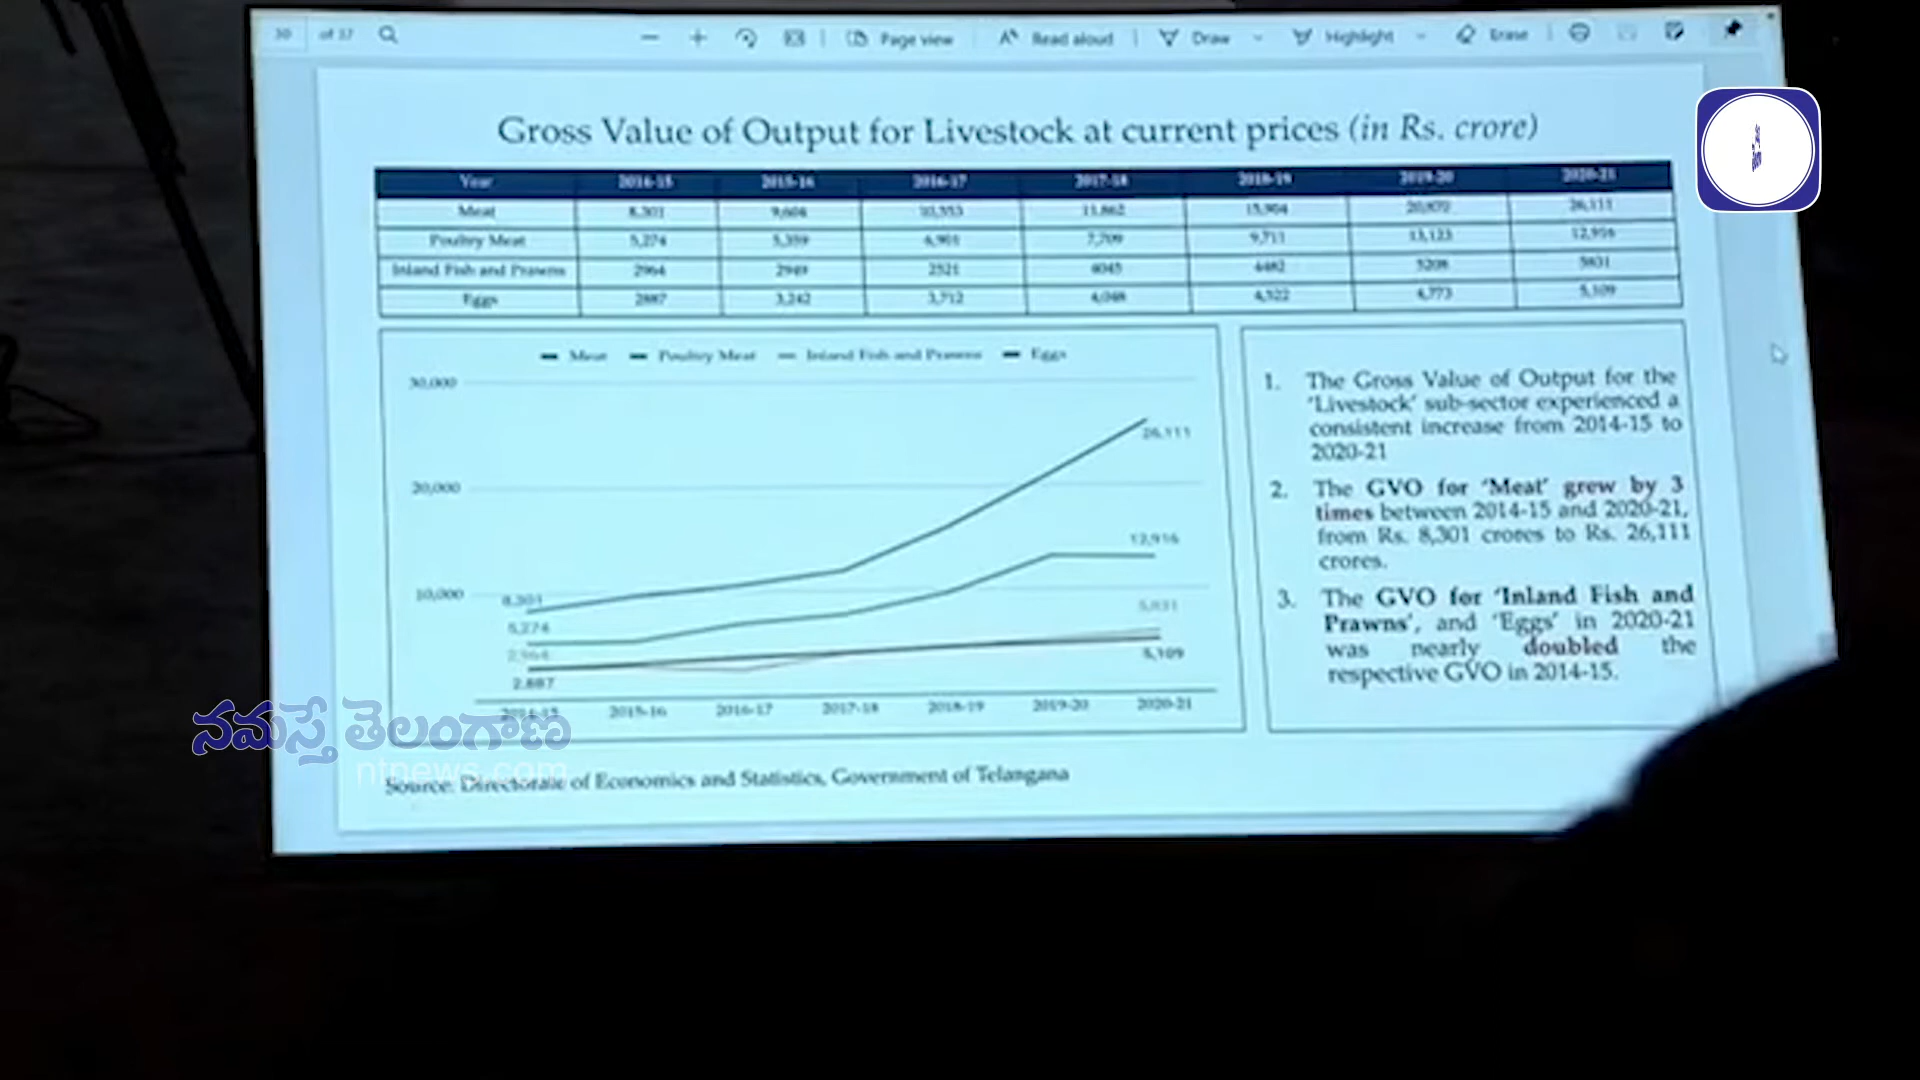 30 of 37 Page view Read aloud Draw Highlight Erase
Gross Value of Output for Livestock at current prices (in Rs. crore)
Year 2014-15 2015-16 2016-17 2017-18 2018-19 2019-20 2020-21
Meat 8,301 9,604 11,862 15,904 26,111
Poultry Meat 5,274 5,359 7,709 9,711 13,123 12,916
Inland Fish and Prawns 2964 2949 2521 4482 5208 5831
Eggs 2887 3,242 3,712 4,048 4,522 4,773 5,109
Meat Poultry Meat Inland Fish and Prawns Eggs
30,000
26,111
20,000
12,916
10,000
8,301
5,831
5,274
2,964
5,109
2,887
2014-15 2015-16 2016-17 2017-18 2018-19 2019-20 2020-21
1. The Gross Value of Output for the
'Livestock' sub-sector experienced a
consistent increase from 2014-15 to
2020-21
2. The GVO for 'Meat' grew by 3
times between 2014-15 and 2020-21,
from Rs. 8,301 crores to Rs. 26,111
crores.
3. The GVO for 'Inland Fish and
Prawns', and 'Eggs' in 2020-21
was nearly doubled the
respective GVO in 2014-15.
నమస్తే తెలంగాణ
ntnews.com
Source: Directorate of Economics and Statistics, Government of Telangana